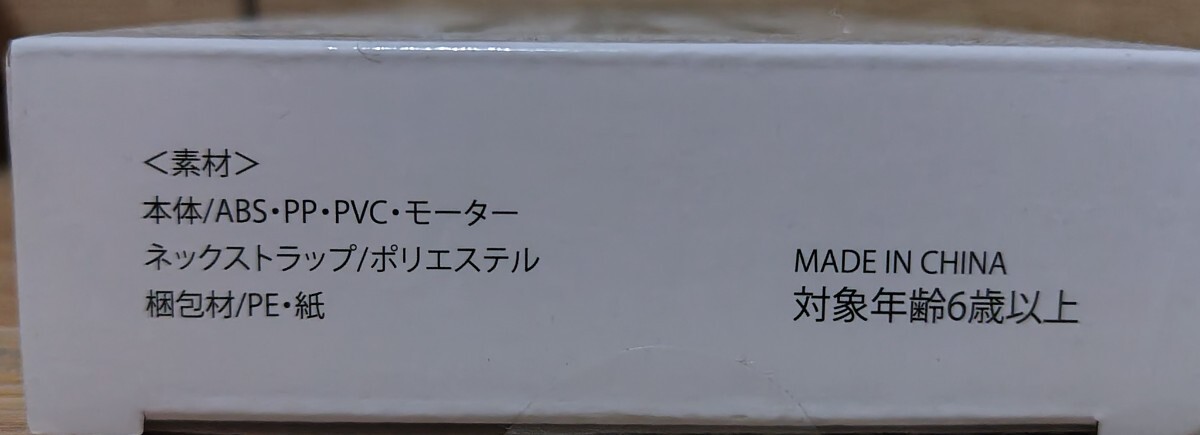 ＜素材＞
本体/ABS・PP・PVC・モーター
ネックストラップ/ポリエステル
梱包材/PE・紙
MADE IN CHINA
対象年齢6歳以上